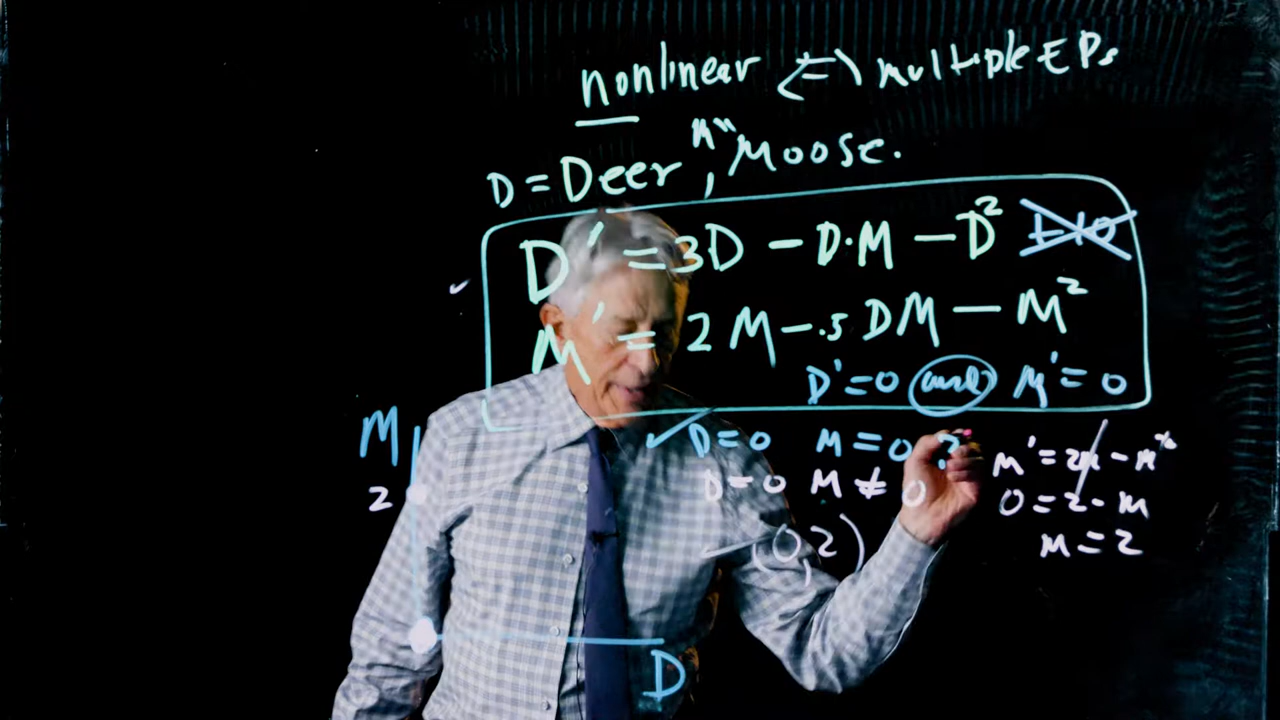 nonlinear <=> multiple EPs
D = Deer, "M" Moose.
D' = 3D - D·M - D²
M' = 2M - .5 DM - M²
D' = 0 and M' = 0
✓ D = 0 M = 0 ?
D = 0 M ≠ 0
(0, 2)
M' = 2M - M²
0 = 2 - M
M = 2
M
2
D